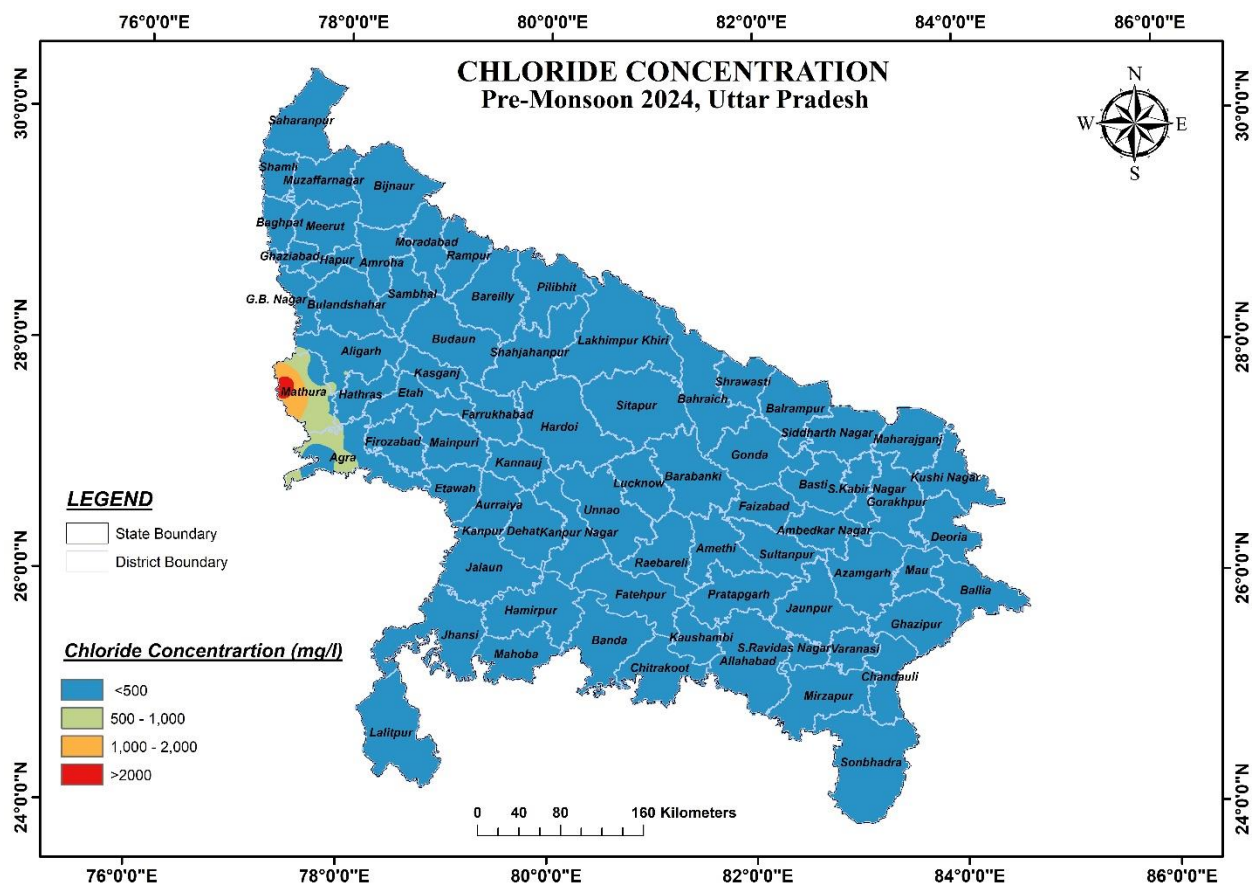 76°0'0"E 78°0'0"E 80°0'0"E 82°0'0"E 84°0'0"E 86°0'0"E
CHLORIDE CONCENTRATION
Pre-Monsoon 2024, Uttar Pradesh
N
W E
S
30°0'0"N 30°0'0"N
28°0'0"N 28°0'0"N
26°0'0"N 26°0'0"N
24°0'0"N 24°0'0"N
Saharanpur
Shamli
Muzaffarnagar
Bijnaur
Baghpat
Meerut
Moradabad
Ghaziabad
Hapur
Amroha
Rampur
G.B. Nagar
Bulandshahar
Sambhal
Bareilly
Pilibhit
Aligarh
Budaun
Shahjahanpur
Lakhimpur Khiri
Mathura
Hathras
Etah
Kasganj
Farrukhabad
Hardoi
Sitapur
Bahraich
Shrawasti
Balrampur
Siddharth Nagar
Maharajganj
Agra
Firozabad
Mainpuri
Kannauj
Lucknow
Barabanki
Gonda
Basti
S.Kabir Nagar
Gorakhpur
Kushi Nagar
Etawah
Aurraiya
Unnao
Faizabad
Ambedkar Nagar
Deoria
Kanpur Dehat
Kanpur Nagar
Jalaun
Raebareli
Amethi
Sultanpur
Azamgarh
Mau
Ballia
Hamirpur
Fatehpur
Pratapgarh
Jaunpur
Ghazipur
Jhansi
Mahoba
Banda
Kaushambi
Chitrakoot
Allahabad
S.Ravidas Nagar
Varanasi
Chandauli
Mirzapur
Lalitpur
Sonbhadra
LEGEND
State Boundary
District Boundary
Chloride Concentrartion (mg/l)
<500
500 - 1,000
1,000 - 2,000
>2000
0 40 80 160 Kilometers
76°0'0"E 78°0'0"E 80°0'0"E 82°0'0"E 84°0'0"E 86°0'0"E